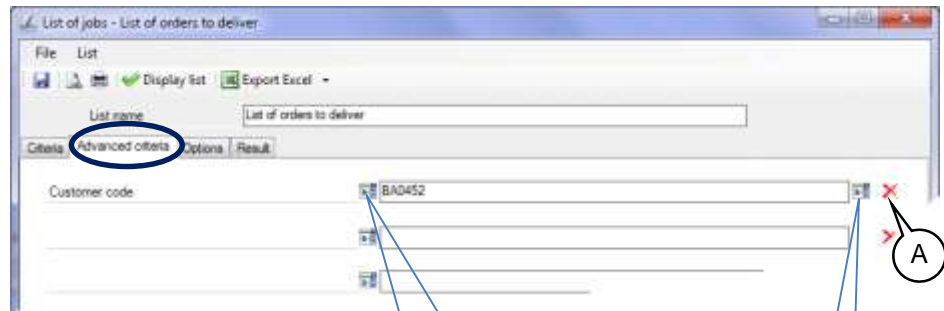 List of jobs - List of orders to deliver
File List
Display list Export Excel
List name List of orders to deliver
Criteria Advanced criteria Options Result
Customer code BA0452
A